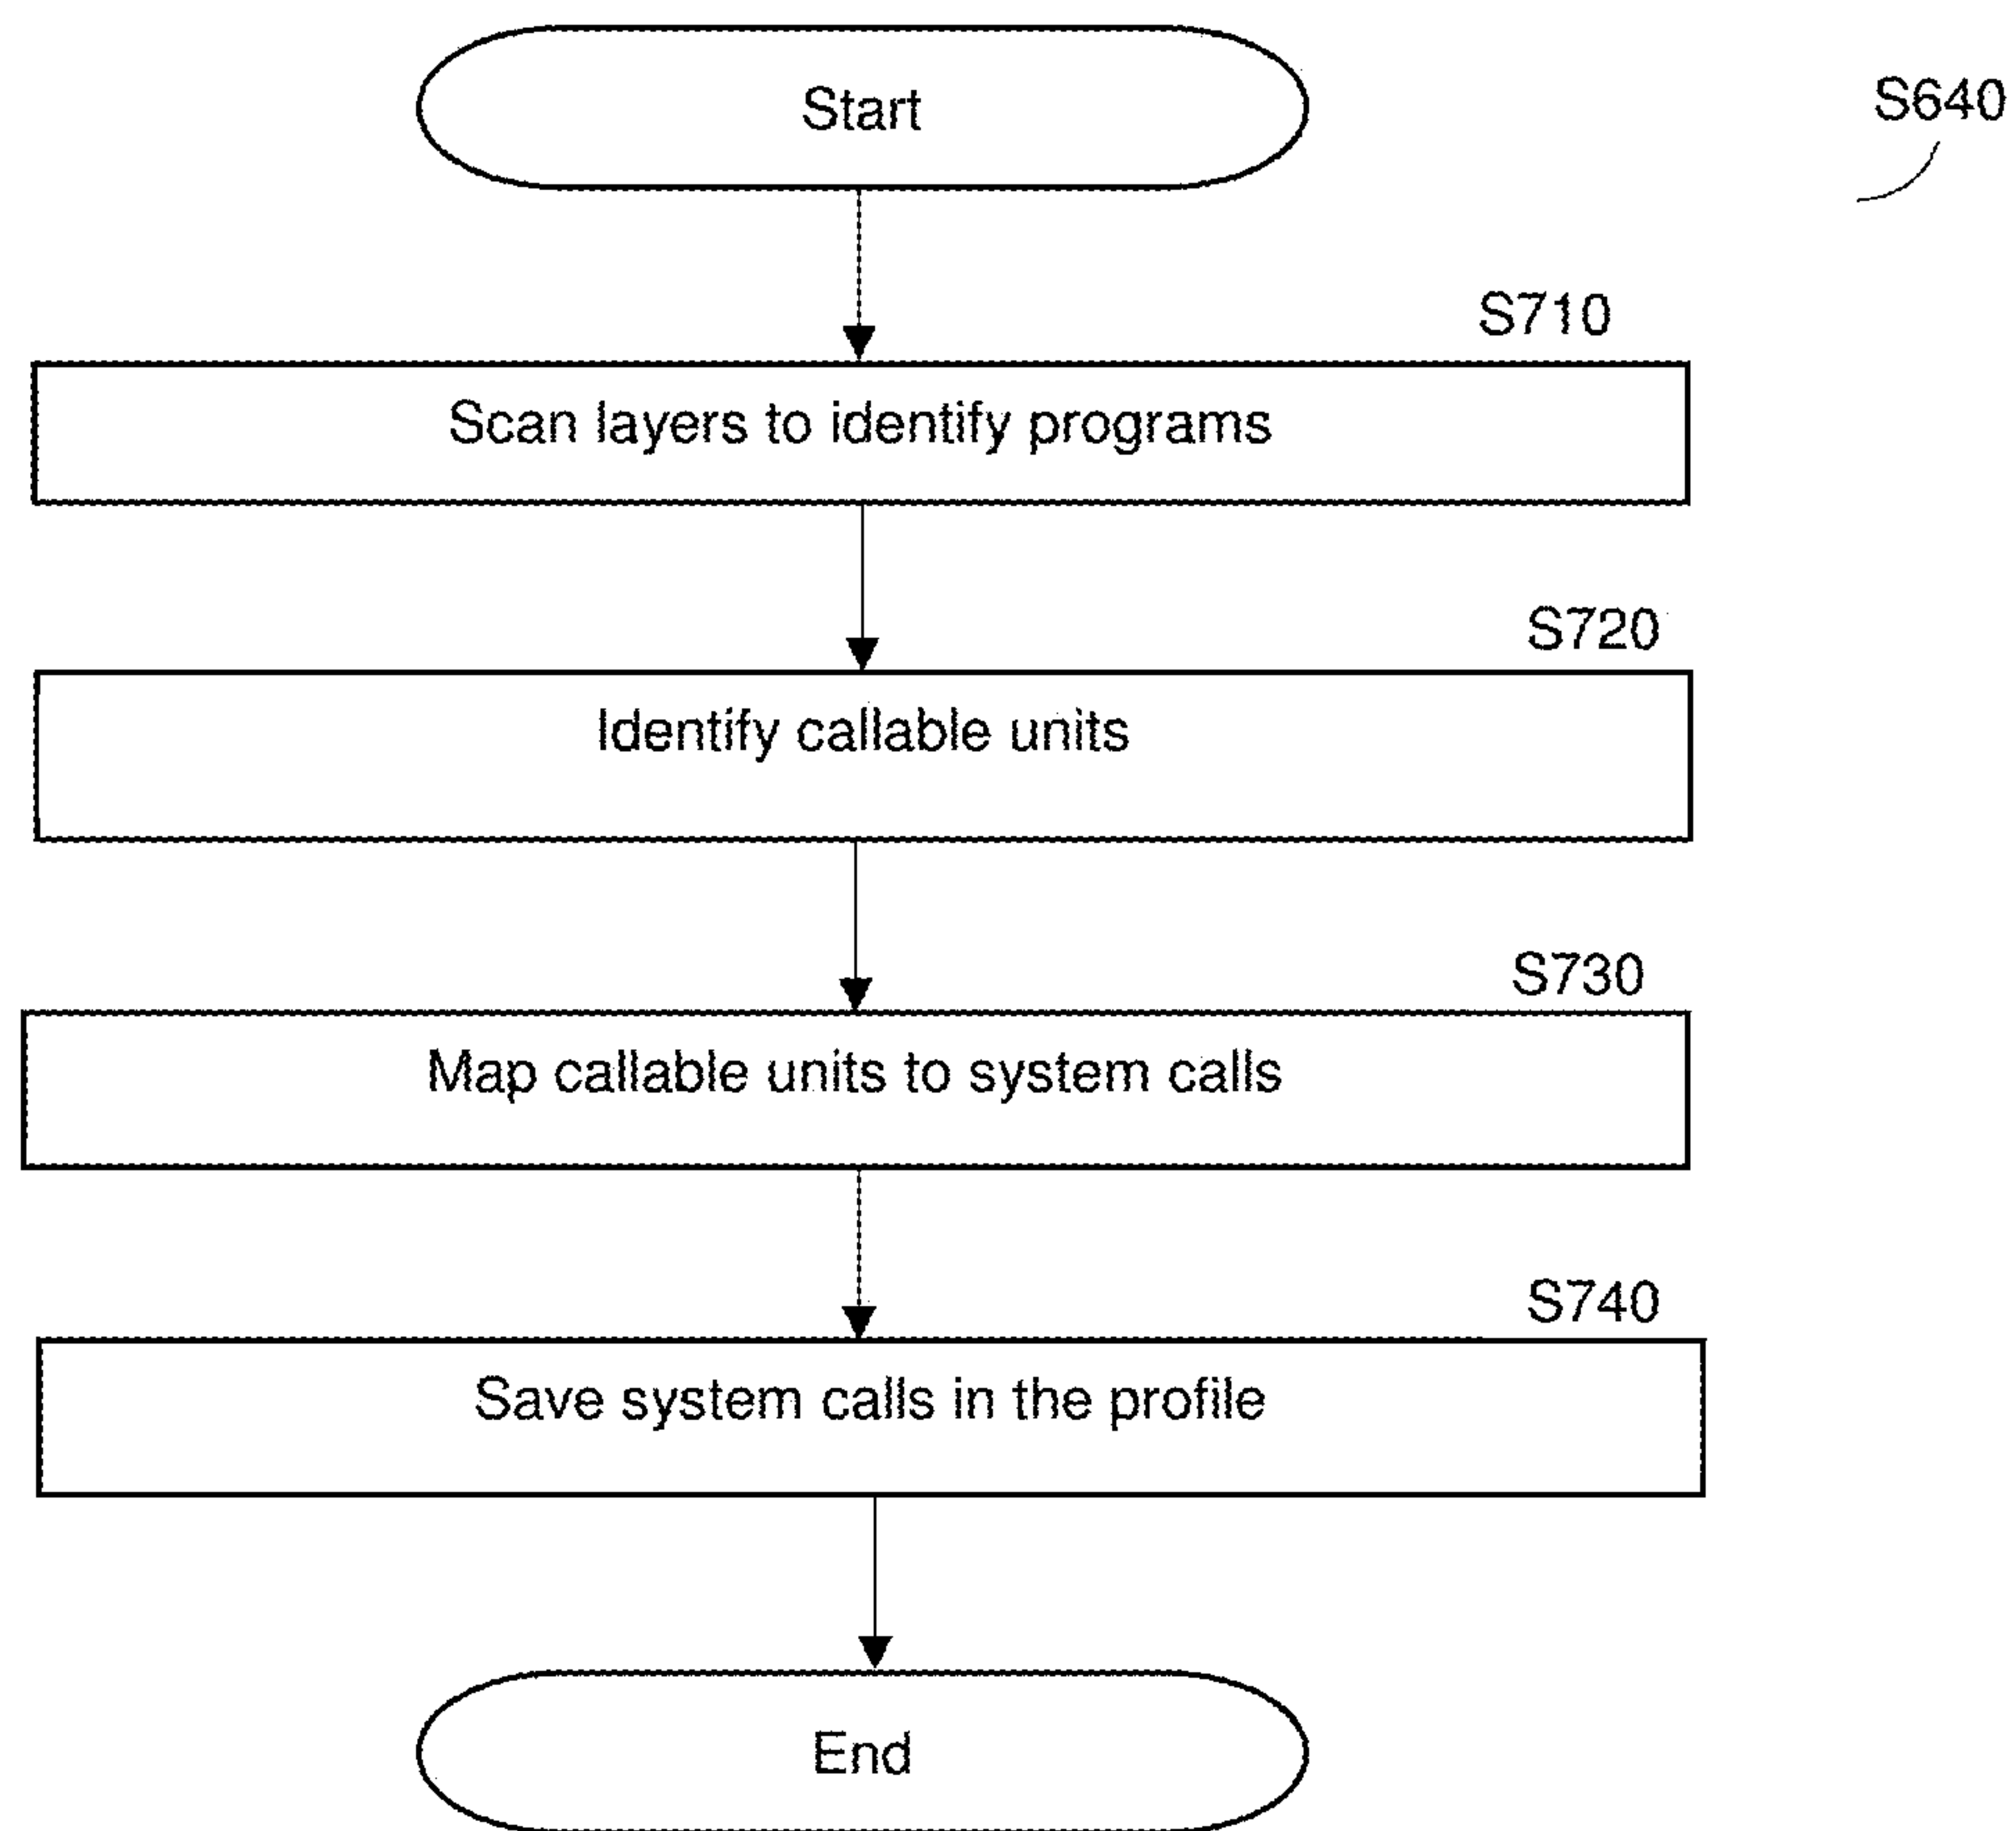 Start
S640
S710
Scan layers to identify programs
S720
Identify callable units
S730
Map callable units to system calls
S740
Save system calls in the profile
End